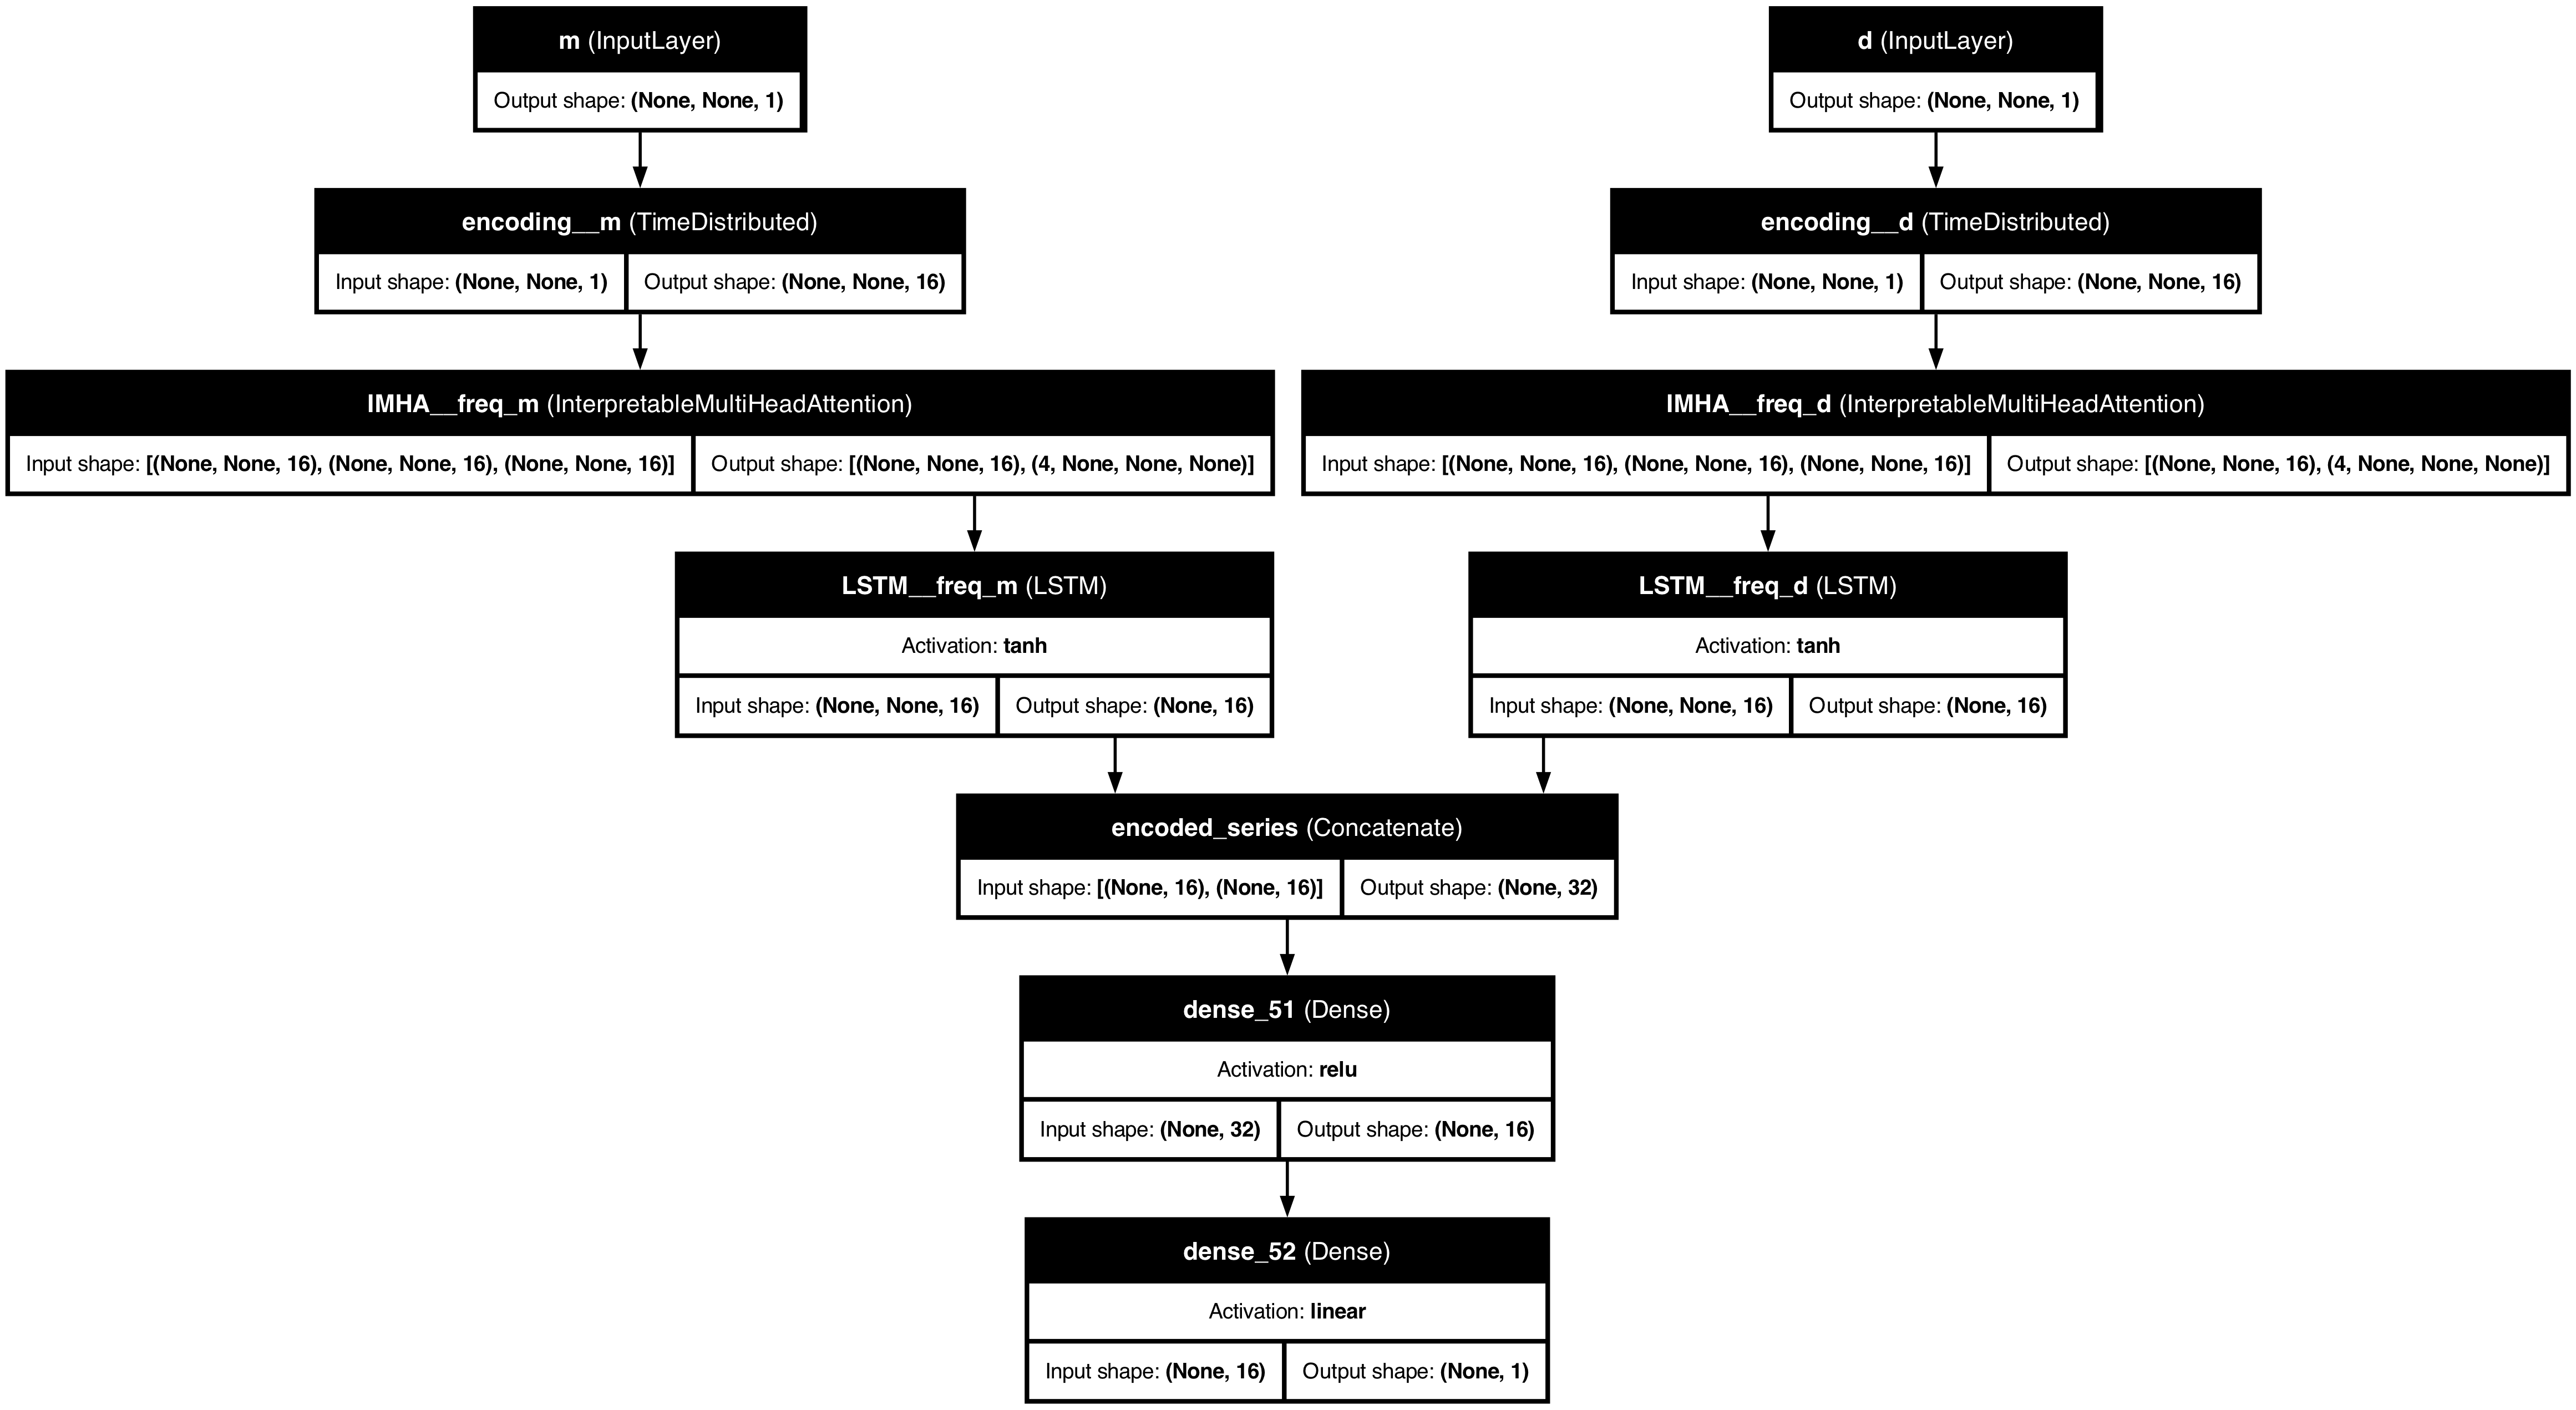 m (InputLayer)
Output shape: (None, None, 1)
d (InputLayer)
Output shape: (None, None, 1)
encoding__m (TimeDistributed)
Input shape: (None, None, 1)
Output shape: (None, None, 16)
encoding__d (TimeDistributed)
Input shape: (None, None, 1)
Output shape: (None, None, 16)
IMHA__freq_m (InterpretableMultiHeadAttention)
Input shape: [(None, None, 16), (None, None, 16), (None, None, 16)]
Output shape: [(None, None, 16), (4, None, None, None)]
IMHA__freq_d (InterpretableMultiHeadAttention)
Input shape: [(None, None, 16), (None, None, 16), (None, None, 16)]
Output shape: [(None, None, 16), (4, None, None, None)]
LSTM__freq_m (LSTM)
Activation: tanh
Input shape: (None, None, 16)
Output shape: (None, 16)
LSTM__freq_d (LSTM)
Activation: tanh
Input shape: (None, None, 16)
Output shape: (None, 16)
encoded_series (Concatenate)
Input shape: [(None, 16), (None, 16)]
Output shape: (None, 32)
dense_51 (Dense)
Activation: relu
Input shape: (None, 32)
Output shape: (None, 16)
dense_52 (Dense)
Activation: linear
Input shape: (None, 16)
Output shape: (None, 1)